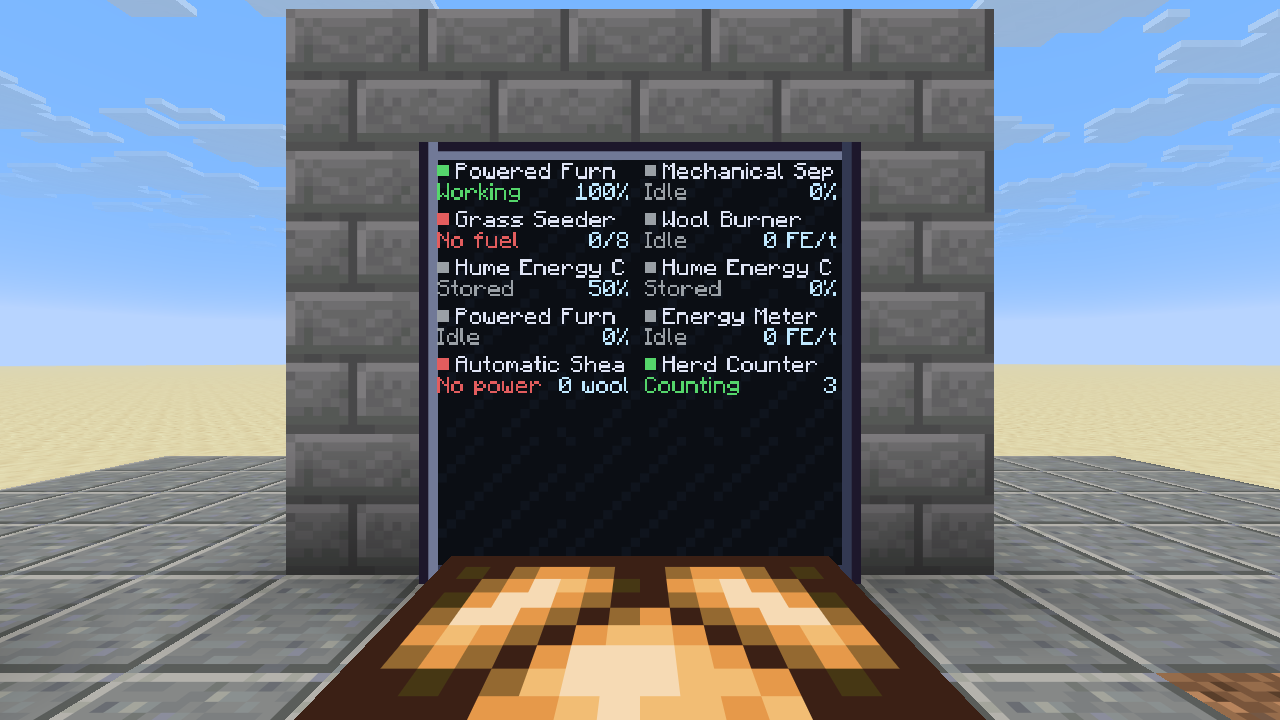 Powered Furn
Working 100%
Mechanical Sep
Idle 0%
Grass Seeder
No fuel 0/8
Wool Burner
Idle 0 FE/t
Hume Energy C
Stored 50%
Hume Energy C
Stored 0%
Powered Furn
Idle 0%
Energy Meter
Idle 0 FE/t
Automatic Shea
No power 0 wool
Herd Counter
Counting 3